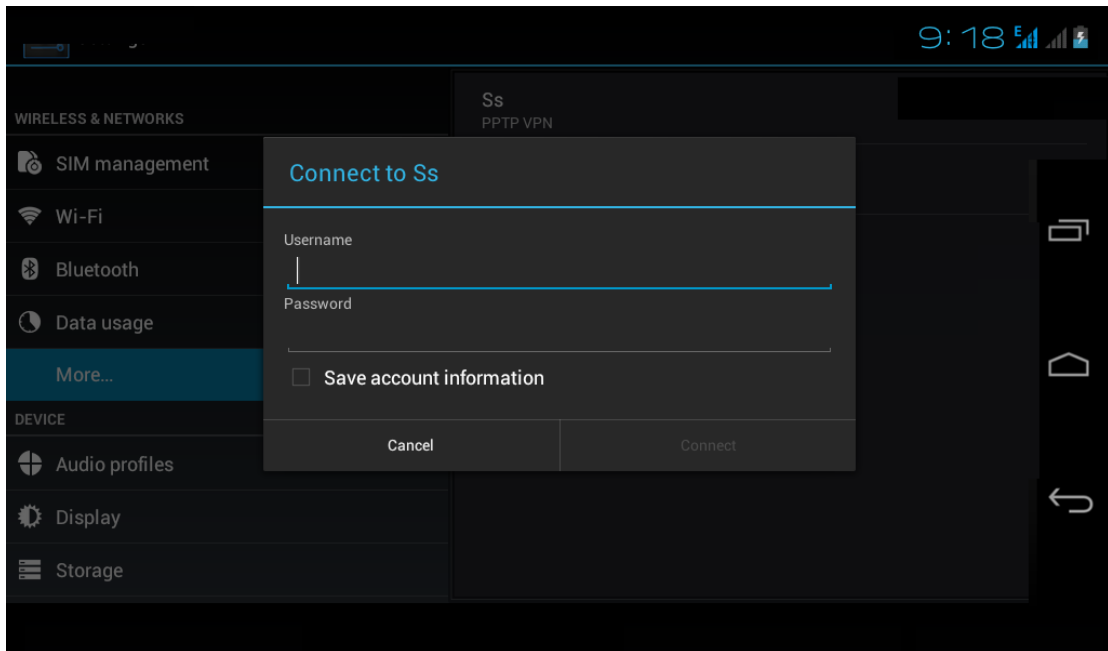 9:18 E
WIRELESS & NETWORKS
Ss
PPTP VPN
SIM management
Connect to Ss
Wi-Fi
Username
Bluetooth
Password
Data usage
More...
Save account information
DEVICE
Cancel
Connect
Audio profiles
Display
Storage